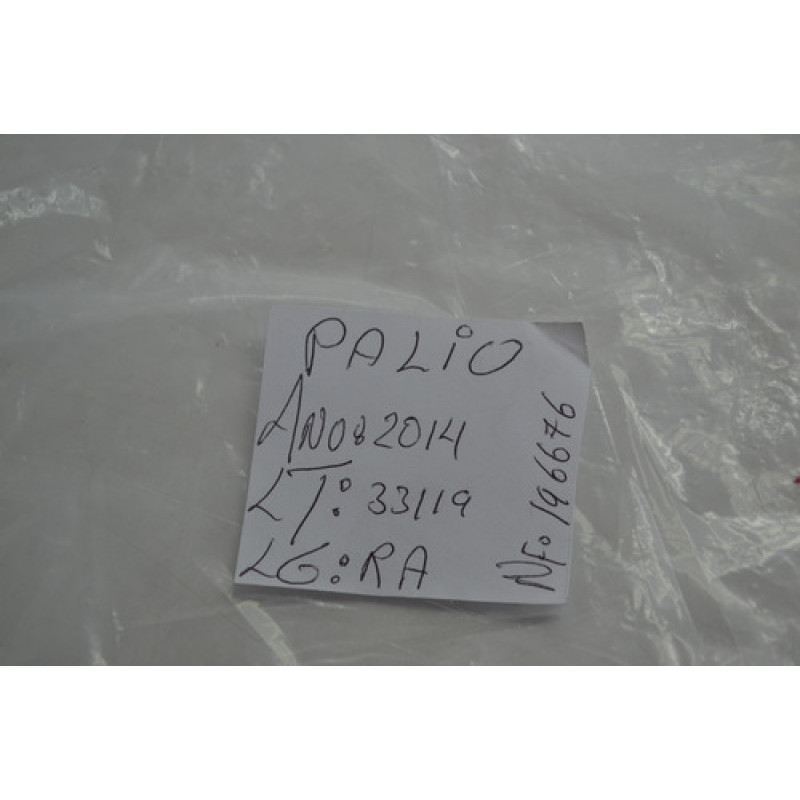 PALiO
ANO: 2014
LT: 33119
LG: RA
NF: 196676